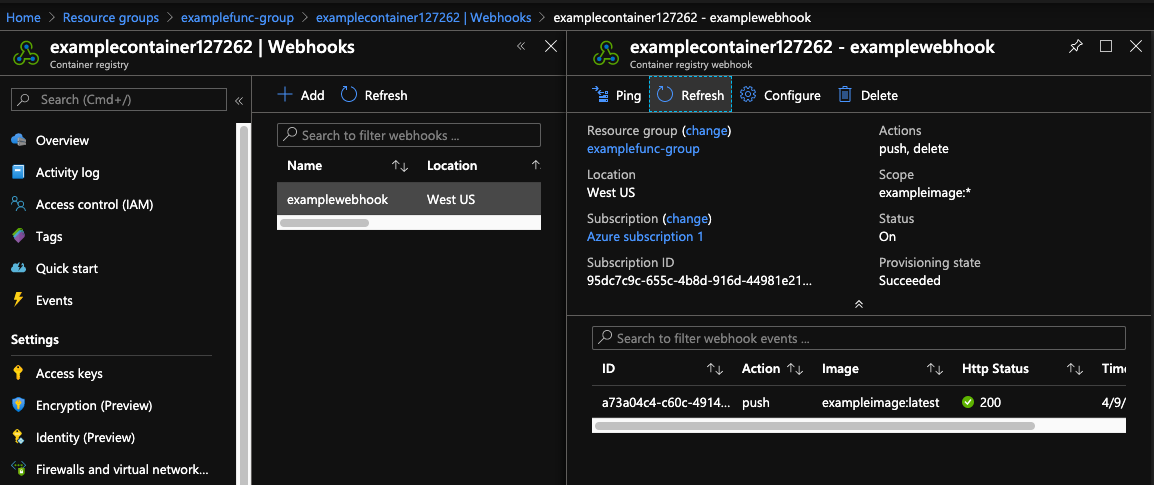 Home > Resource groups > examplefunc-group > examplecontainer127262 | Webhooks > examplecontainer127262 - examplewebhook
examplecontainer127262 | Webhooks
Container registry
Search (Cmd+/)
Overview
Activity log
Access control (IAM)
Tags
Quick start
Events
Settings
Access keys
Encryption (Preview)
Identity (Preview)
Firewalls and virtual network...
Add Refresh
Search to filter webhooks ...
Name Location
examplewebhook West US
examplecontainer127262 - examplewebhook
Container registry webhook
Ping Refresh Configure Delete
Resource group (change)
examplefunc-group
Location
West US
Subscription (change)
Azure subscription 1
Subscription ID
95dc7c9c-655c-4b8d-916d-44981e21...
Actions
push, delete
Scope
exampleimage:*
Status
On
Provisioning state
Succeeded
Search to filter webhook events ...
ID Action Image Http Status Time
a73a04c4-c60c-4914... push exampleimage:latest 200 4/9/